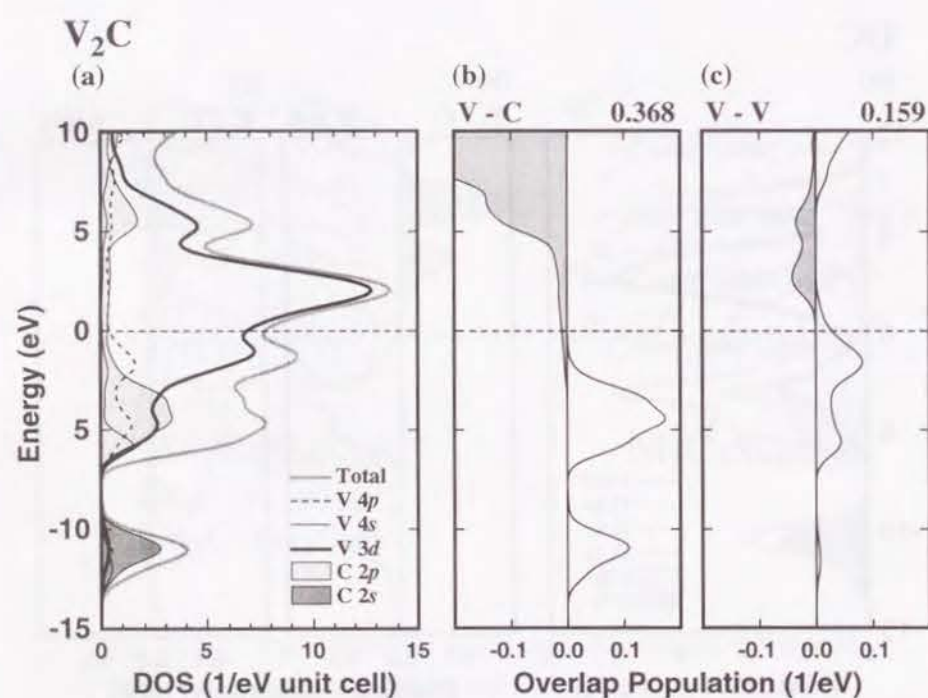 V₂C
(a) (b) (c)
V - C 0.368 V - V 0.159
10
5
0
5
-10
-15
Energy (eV)
Total
V 4p
V 4s
V 3d
C 2p
C 2s
0 5 10 15
-0.1 0.0 0.1
-0.1 0.0 0.1
DOS (1/eV unit cell)
Overlap Population (1/eV)